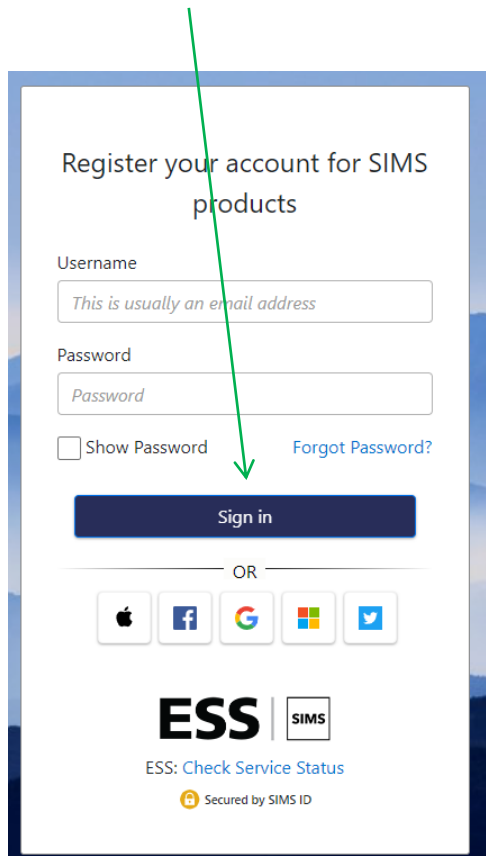 Register your account for SIMS
products
Username
This is usually an email address
Password
Password
Show Password Forgot Password?
Sign in
OR
ESS SIMS
ESS: Check Service Status
Secured by SIMS ID